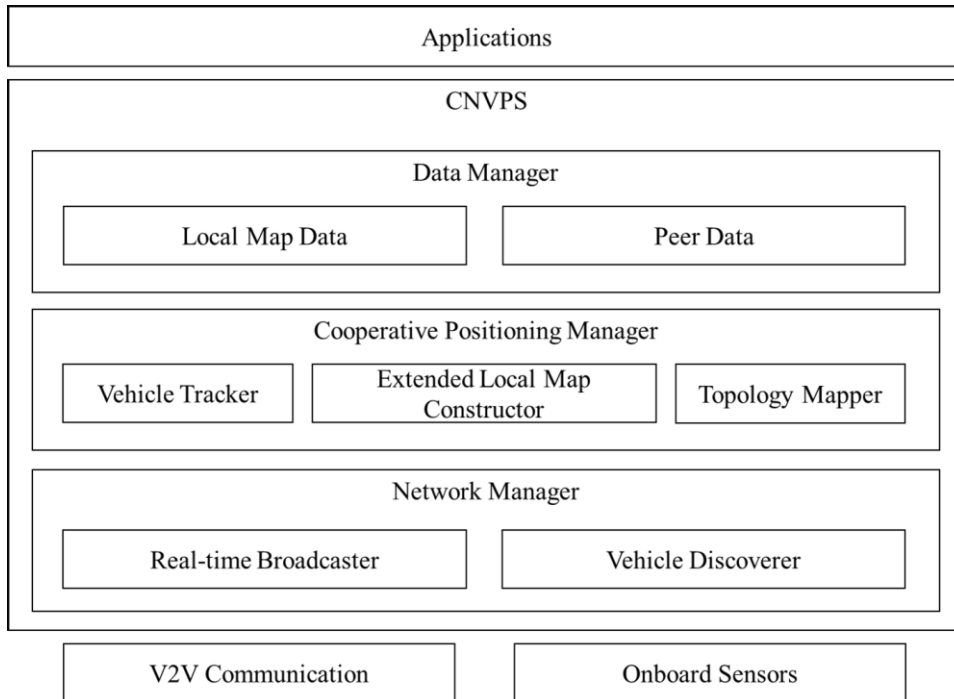 Applications
CNVPS
Data Manager
Local Map Data
Peer Data
Cooperative Positioning Manager
Vehicle Tracker
Extended Local Map
Constructor
Topology Mapper
Network Manager
Real-time Broadcaster
Vehicle Discoverer
V2V Communication
Onboard Sensors